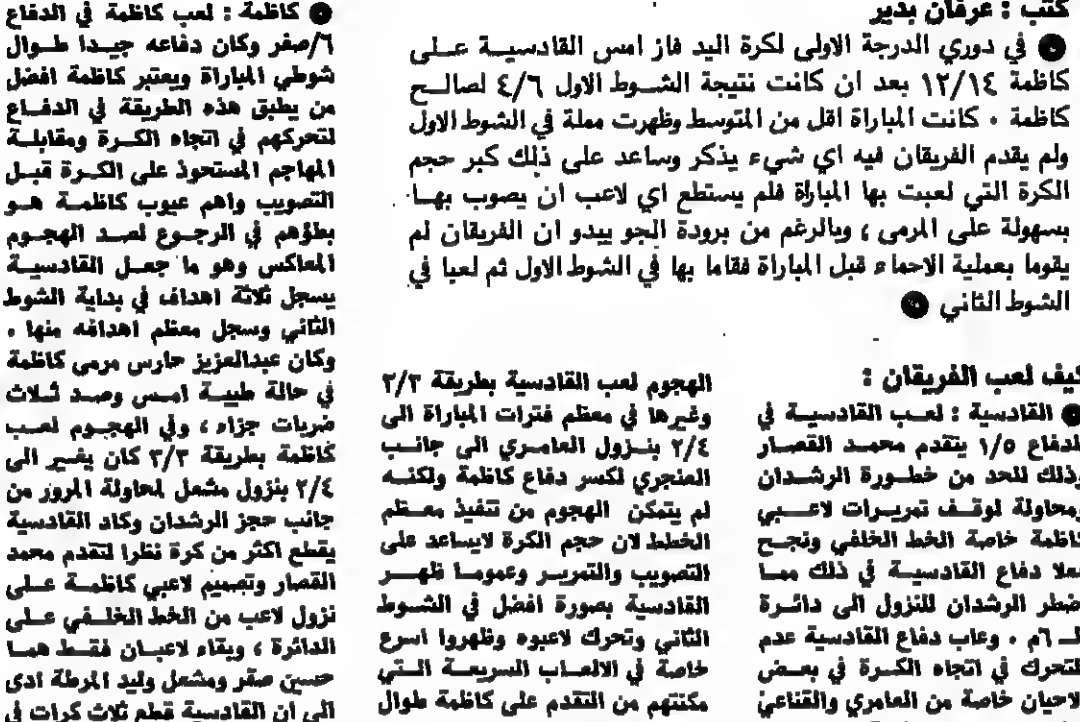 كتب : عرفان بدير
في دوري الدرجة الاولى لكرة اليد فاز امس القادسية على
كاظمة ١٢/١٤ بعد ان كانت نتيجة الشوط الاول ٤/٦ لصالح
كاظمة . كانت المباراة اقل من المتوسط وظهرت مملة في الشوط الاول
ولم يقدم الفريقان فيه اي شيء يذكر وساعد على ذلك كبر حجم
الكرة التي لعبت بها المباراة فلم يستطع اي لاعب ان يصوب بها
بسهولة على المرمى ، وبالرغم من برودة الجو يبدو ان الفريقان لم
يقوما بعملية الاحماء قبل المباراة فقاما بها في الشوط الاول ثم لعبا في
الشوط الثاني
كيف لعب الفريقان :
القادسية : لعب القادسية في
الدفاع ١/٥ يتقدم محمد القصار
وذلك للحد من خطورة الرشدان
ومحاولة لوقف تمريرات لاعبي
كاظمة خاصة الخط الخلفي ونجح
فعلا دفاع القادسية في ذلك مما
اضطر الرشدان للنزول الى دائرة
الـ ٦م . وعاب دفاع القادسية عدم
التحرك في اتجاه الكرة في بعض
الاحيان خاصة من العامري والقناعي
الهجوم لعب القادسية بطريقة ٢/٣
وغيرها في معظم فترات المباراة الى
٢/٤ بنزول العامري الى جانب
العنجري لكسر دفاع كاظمة ولكنه
لم يتمكن الهجوم من تنفيذ معظم
الخطط لان حجم الكرة لايساعد على
التصويب والتمرير وعموما ظهر
القادسية بصورة افضل في الشوط
الثاني وتحرك لاعبوه وظهروا اسرع
خاصة في الالعاب السريعة التي
مكنتهم من التقدم على كاظمة طوال
كاظمة : لعب كاظمة في الدفاع
٦/صفر وكان دفاعه جيدا طوال
شوطي المباراة ويعتبر كاظمة افضل
من يطبق هذه الطريقة في الدفاع
لتحركهم في اتجاه الكرة ومقابلة
المهاجم المستحوذ على الكرة قبل
التصويب واهم عيوب كاظمة هو
بطؤهم في الرجوع لصد الهجوم
المعاكس وهو ما جعل القادسية
يسجل ثلاثة اهداف في بداية الشوط
الثاني وسجل معظم اهدافه منها .
وكان عبدالعزيز حارس مرمى كاظمة
في حالة طيبة امس وصد ثلاث
ضربات جزاء ، وفي الهجوم لعب
كاظمة بطريقة ٣/٣ كان يغير الى
٢/٤ بنزول مشعل لمحاولة المرور من
جانب حجز الرشدان وكاد القادسية
يقطع اكثر من كرة نظرا لتقدم محمد
القصار وتصميم لاعبي كاظمة على
نزول لاعب من الخط الخلفي على
الدائرة ، وبقاء لاعبان فقط هما
حسين صقر ومشعل وليد المرطة ادى
الى ان القادسية قطع ثلاث كرات في